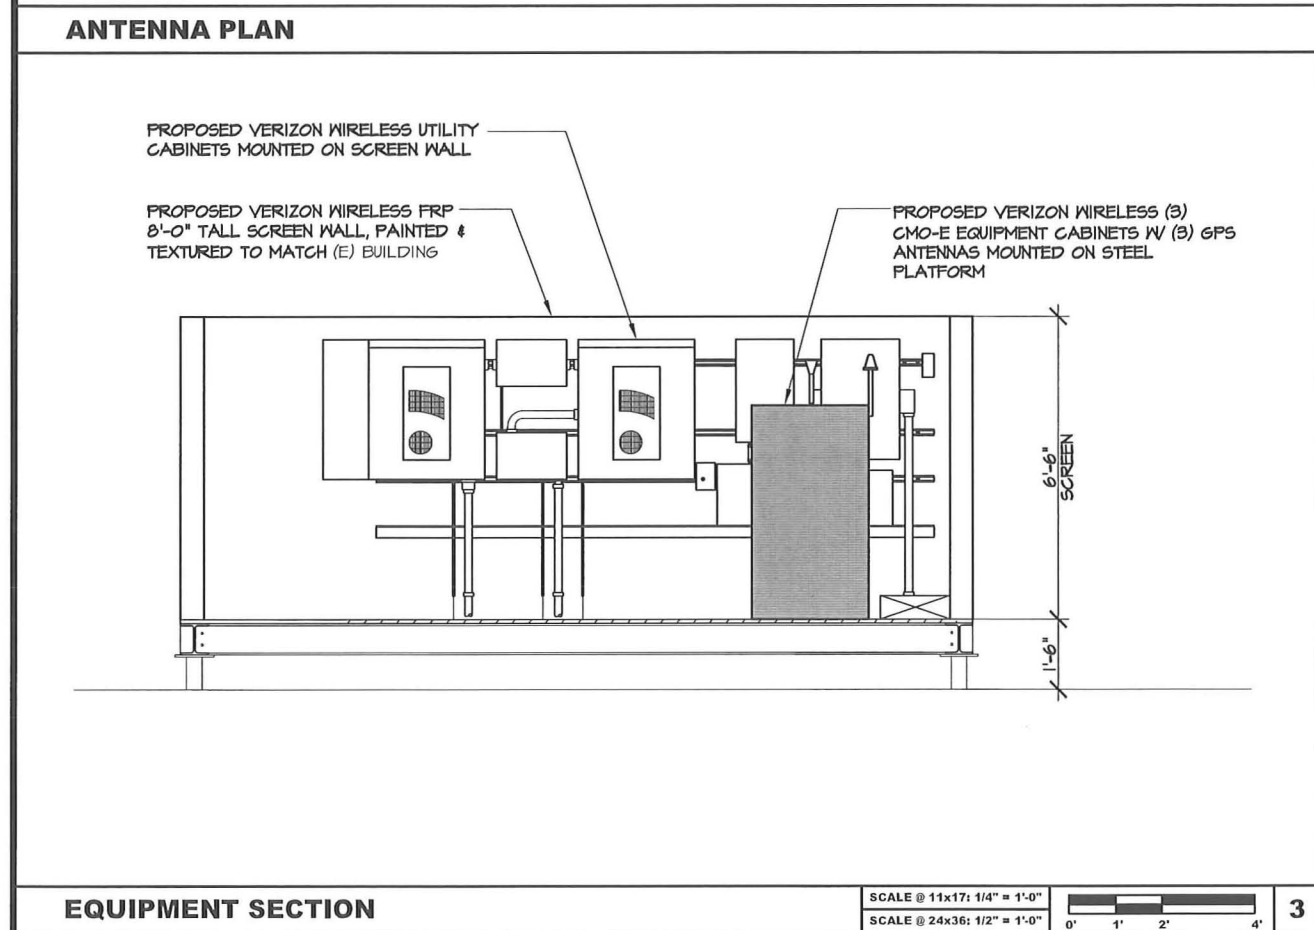 ANTENNA PLAN
PROPOSED VERIZON WIRELESS UTILITY
CABINETS MOUNTED ON SCREEN WALL
PROPOSED VERIZON WIRELESS FRP
8'-0" TALL SCREEN WALL, PAINTED &
TEXTURED TO MATCH (E) BUILDING
PROPOSED VERIZON WIRELESS (3)
CMO-E EQUIPMENT CABINETS W/ (3) GPS
ANTENNAS MOUNTED ON STEEL
PLATFORM
6'-6"
SCREEN
1'-6"
EQUIPMENT SECTION
SCALE @ 11x17: 1/4" = 1'-0"
SCALE @ 24x36: 1/2" = 1'-0"
0' 1' 2' 4'
3